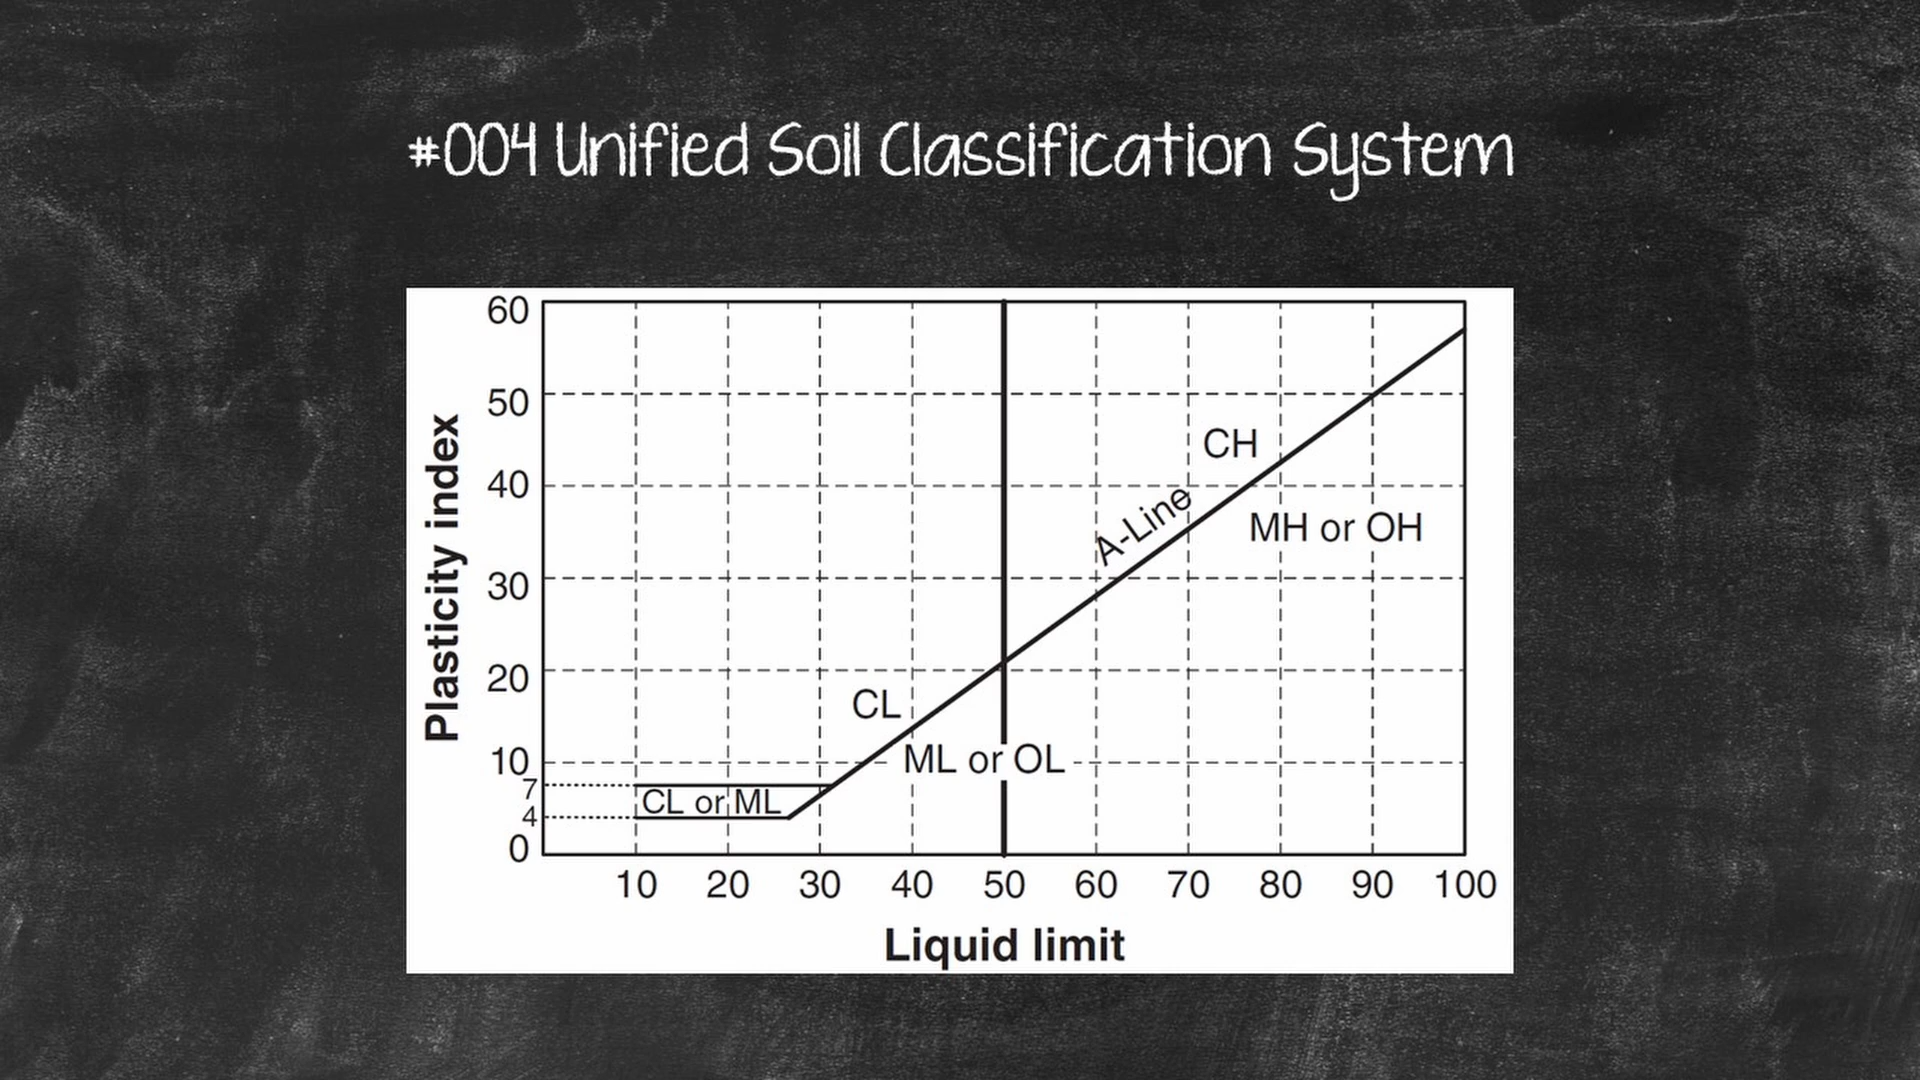 #004 Unified Soil Classification System
60
50
40
30
20
10
7
4
0
Plasticity index
CH
A-Line
MH or OH
CL
ML or OL
CL or ML
10 20 30 40 50 60 70 80 90 100
Liquid limit